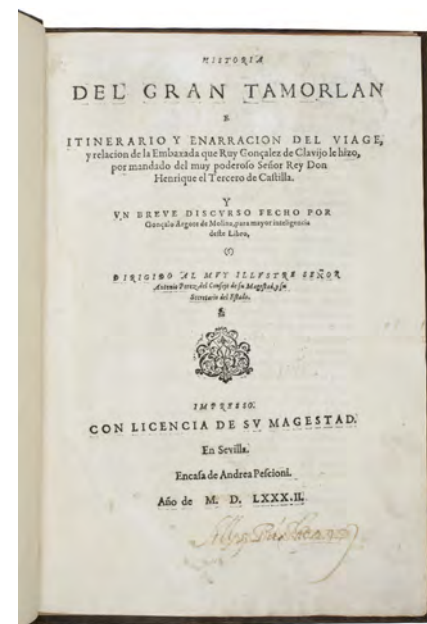 HISTORIA
DEL GRAN TAMORLAN
E
ITINERARIO Y ENARRACION DEL VIAGE,
y relacion de la Embaxada que Ruy Gonçalez de Clavijo le hizo,
por mandado del muy poderoso Señor Rey Don
Henrique el Tercero de Castilla.
Y
VN BREVE DISCVRSO FECHO POR
Gonçalo Argote de Molina, para mayor inteligencia
deste Libro,
DIRIGIDO AL MVY ILLVSTRE SEÑOR
Antonio Perez, del Consejo de su Magestad, y su
Secretario del Estado.
IMPRESSO.
CON LICENCIA DE SV MAGESTAD.
En Sevilla.
Encasa de Andrea Pescioni.
Año de M. D. LXXX.II.